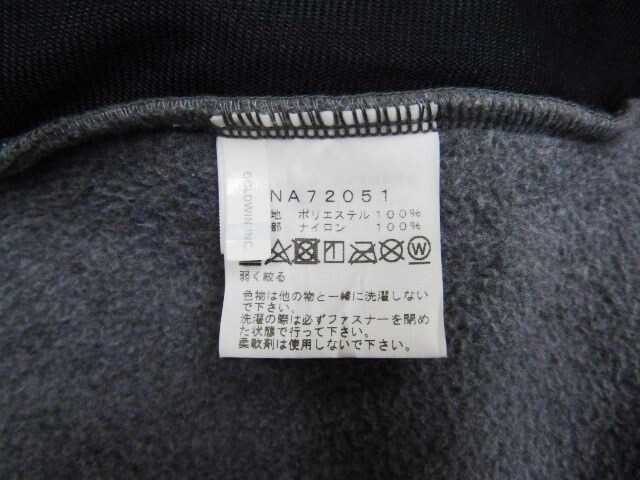 GOLDWIN INC.
NA72051
地 ポリエステル 100%
部 ナイロン 100%
W
弱く絞る
色物は他の物と一緒に洗濯しない
で下さい。
洗濯の際は必ずファスナーを閉め
た状態で行って下さい。
柔軟剤は使用しないで下さい。